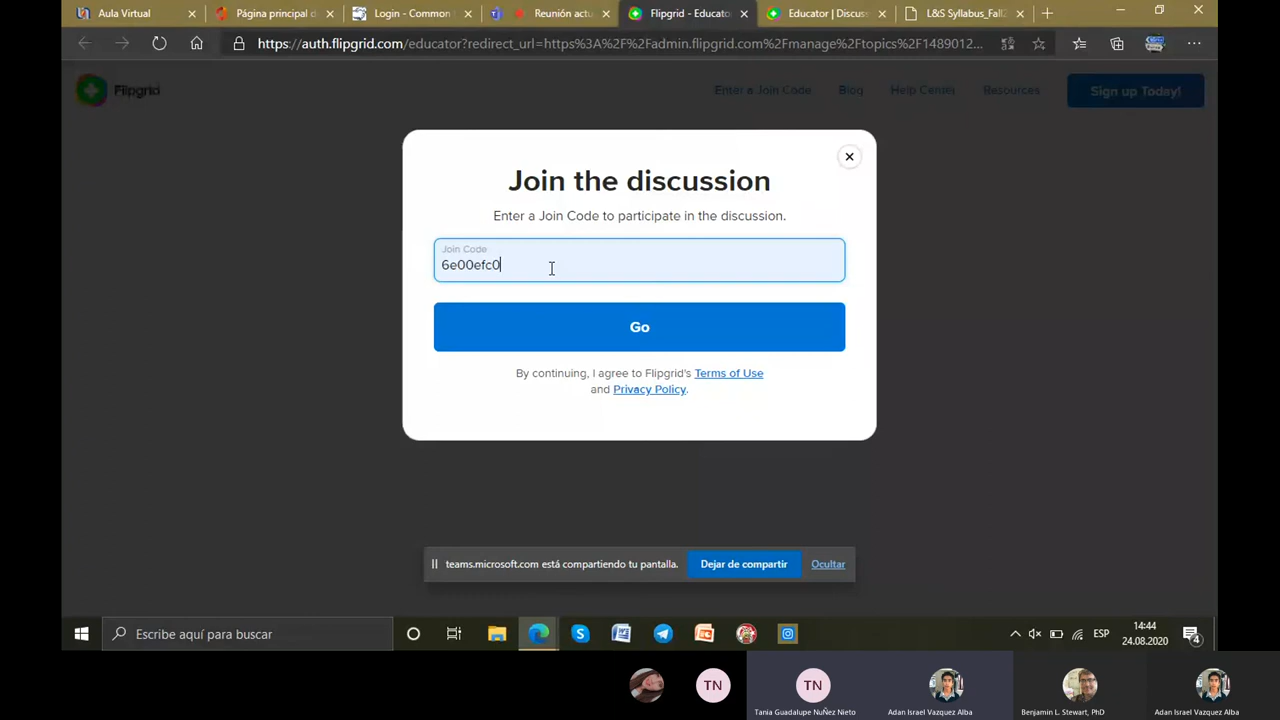 Aula Virtual
Página principal d
Login - Common
Reunión actu
Flipgrid - Educator
Educator | Discuss
L&S Syllabus_Fall2
https://auth.flipgrid.com/educator?redirect_url=https%3A%2F%2Fadmin.flipgrid.com%2Fmanage%2Ftopics%2F1489012...
Flipgrid
Enter a Join Code
Blog
Help Center
Resources
Sign up Today!
Join the discussion
Enter a Join Code to participate in the discussion.
Join Code
6e00efc0
Go
By continuing, I agree to Flipgrid's Terms of Use
and Privacy Policy.
teams.microsoft.com está compartiendo tu pantalla.
Dejar de compartir
Ocultar
Escribe aquí para buscar
ESP
14:44
24.08.2020
4
TN
TN
Tania Guadalupe NuÑez Nieto
Adan Israel Vazquez Alba
Benjamin L. Stewart, PhD
Adan Israel Vazquez Alba